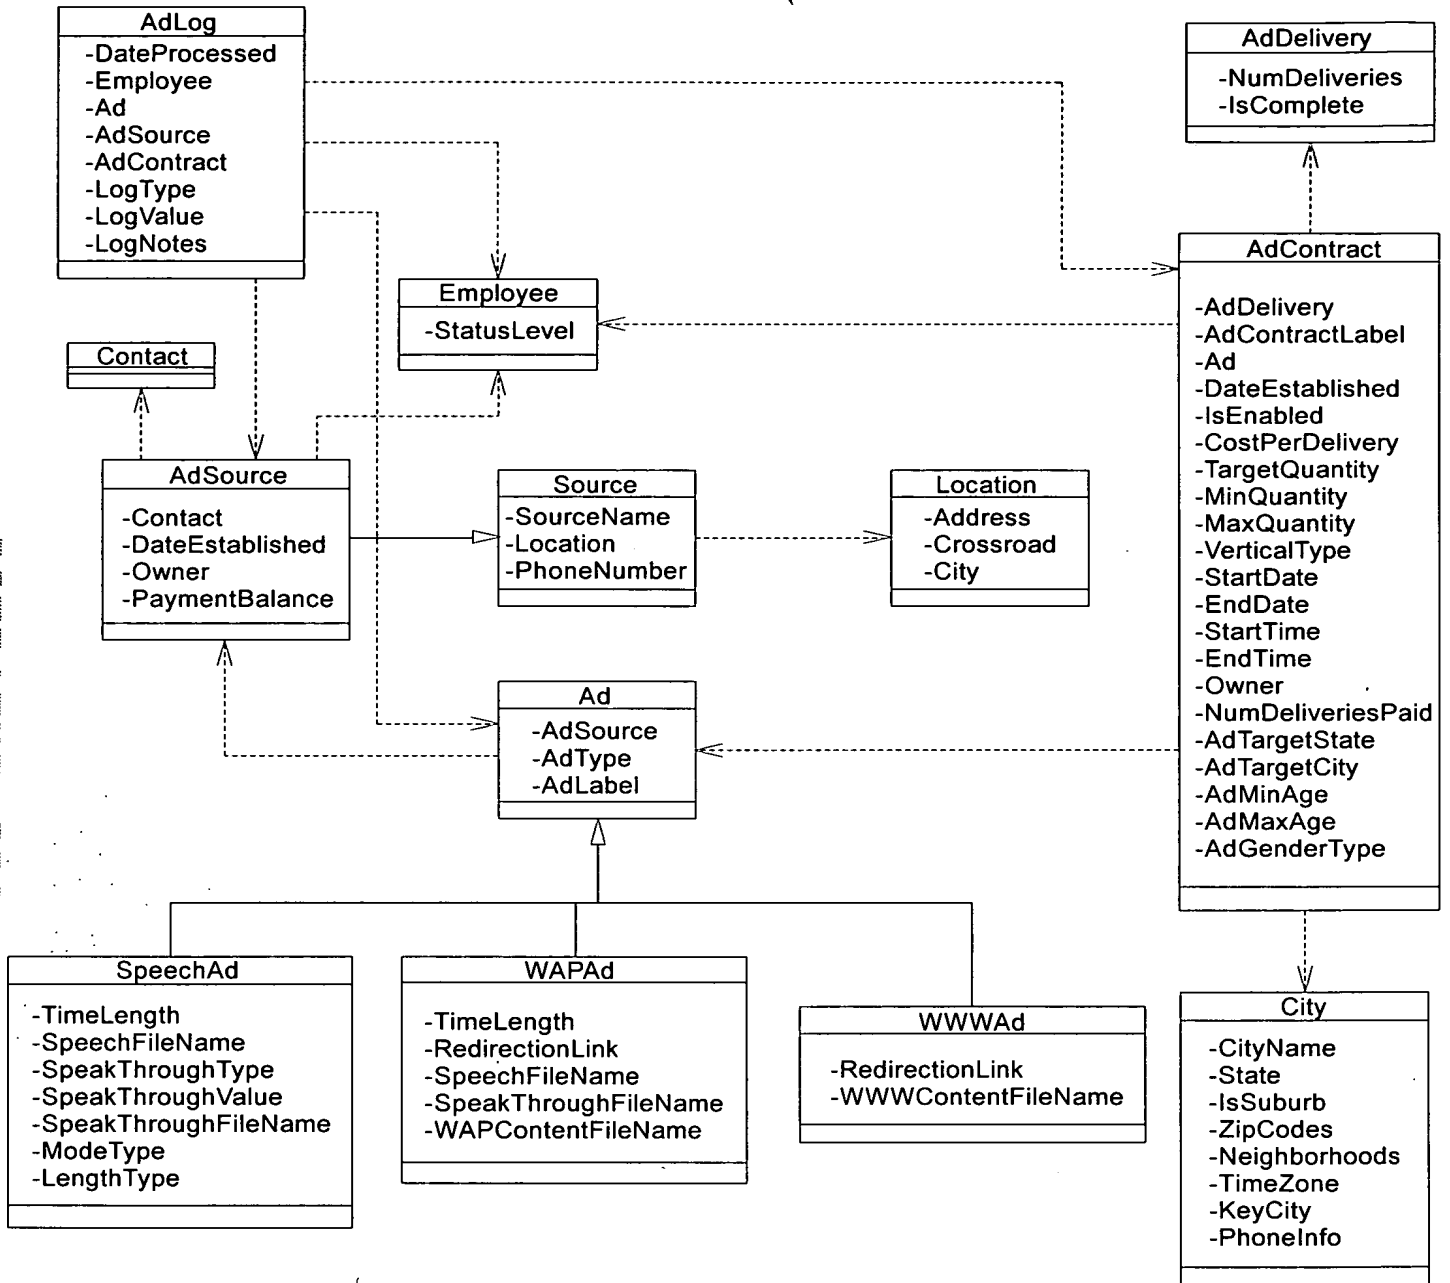 AdLog
-DateProcessed
-Employee
-Ad
-AdSource
-AdContract
-LogType
-LogValue
-LogNotes
AdDelivery
-NumDeliveries
-IsComplete
Employee
-StatusLevel
Contact
AdContract
-AdDelivery
-AdContractLabel
-Ad
-DateEstablished
-IsEnabled
-CostPerDelivery
-TargetQuantity
-MinQuantity
-MaxQuantity
-VerticalType
-StartDate
-EndDate
-StartTime
-EndTime
-Owner
-NumDeliveriesPaid
-AdTargetState
-AdTargetCity
-AdMinAge
-AdMaxAge
-AdGenderType
AdSource
-Contact
-DateEstablished
-Owner
-PaymentBalance
Source
-SourceName
-Location
-PhoneNumber
Location
-Address
-Crossroad
-City
Ad
-AdSource
-AdType
-AdLabel
SpeechAd
-TimeLength
-SpeechFileName
-SpeakThroughType
-SpeakThroughValue
-SpeakThroughFileName
-ModeType
-LengthType
WAPAd
-TimeLength
-RedirectionLink
-SpeechFileName
-SpeakThroughFileName
-WAPContentFileName
WWWAd
-RedirectionLink
-WWWContentFileName
City
-CityName
-State
-IsSuburb
-ZipCodes
-Neighborhoods
-TimeZone
-KeyCity
-PhoneInfo